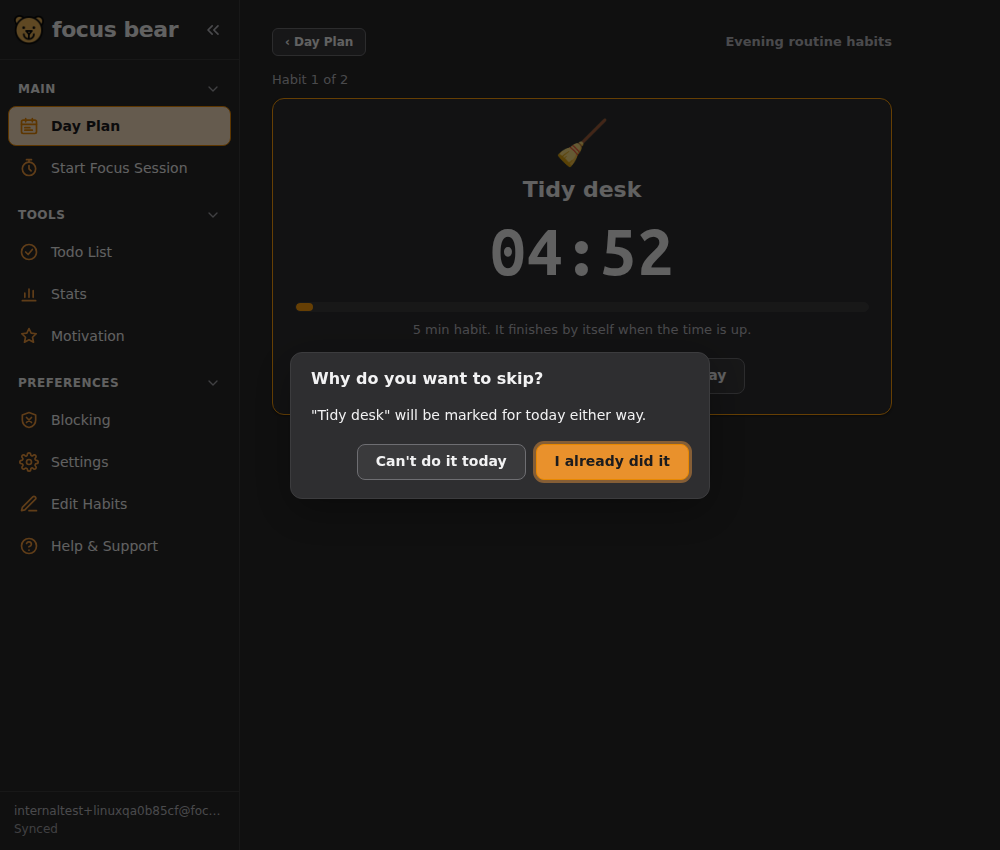 focus bear
MAIN
Day Plan
Start Focus Session
TOOLS
Todo List
Stats
Motivation
PREFERENCES
Blocking
Settings
Edit Habits
Help & Support
internaltest+linuxqa0b85cf@foc...
Synced
‹ Day Plan
Evening routine habits
Habit 1 of 2
Tidy desk
04:52
5 min habit. It finishes by itself when the time is up.
Why do you want to skip?
"Tidy desk" will be marked for today either way.
Can't do it today
I already did it